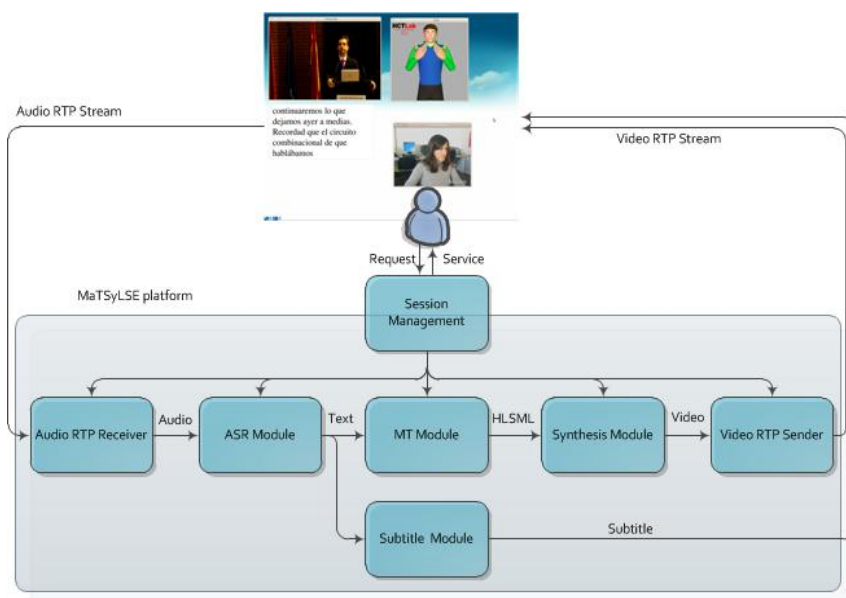 HCTLab
Audio RTP Stream
continuaremos lo que
dejamos ayer a medias.
Recordad que el circuito
combinacional de que
hablábamos
Video RTP Stream
Request
Service
MaTSyLSE platform
Session
Management
Audio RTP Receiver
Audio
ASR Module
Text
MT Module
HLSML
Synthesis Module
Video
Video RTP Sender
Subtitle Module
Subtitle